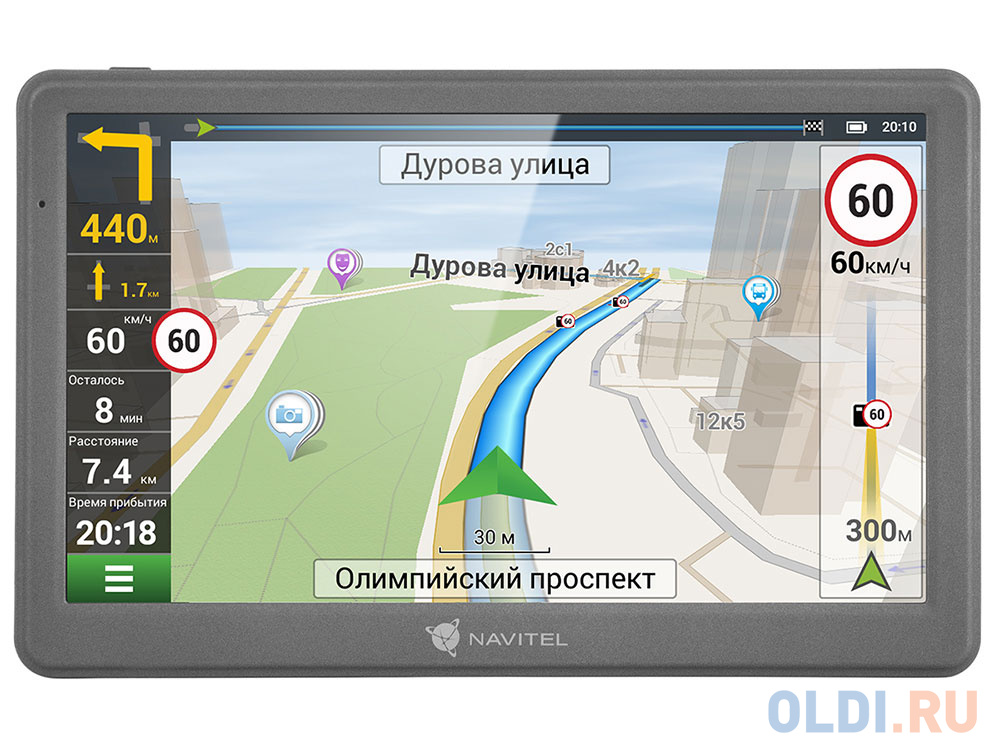 20:10
Дурова улица
440м
1.7км
км/ч
60
60
Осталось
8 мин
Расстояние
7.4 км
Время прибытия
20:18
2с1
Дурова улица
4к2
60
60
12к5
60
60км/ч
60
300м
30 м
Олимпийский проспект
NAVITEL
OLDI.RU